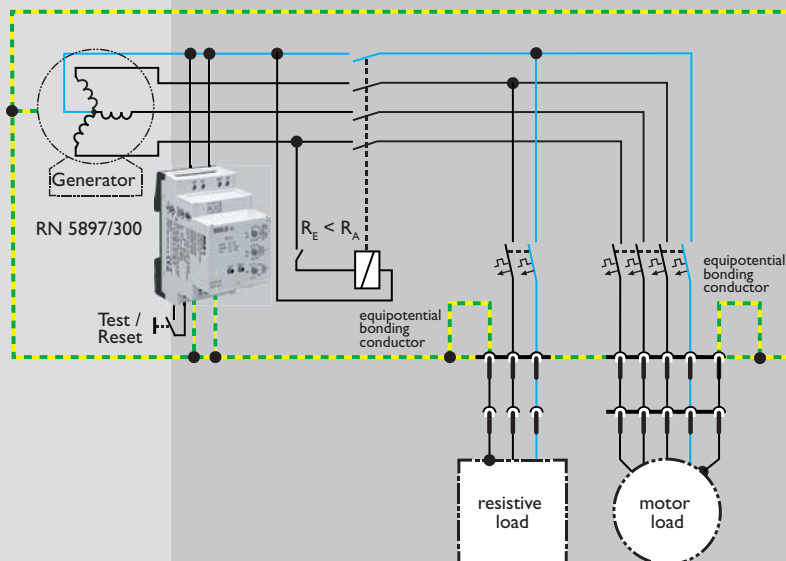 Generator
RN 5897/300
R_E < R_A
Test /
Reset
equipotential
bonding
conductor
equipotential
bonding
conductor
resistive
load
motor
load